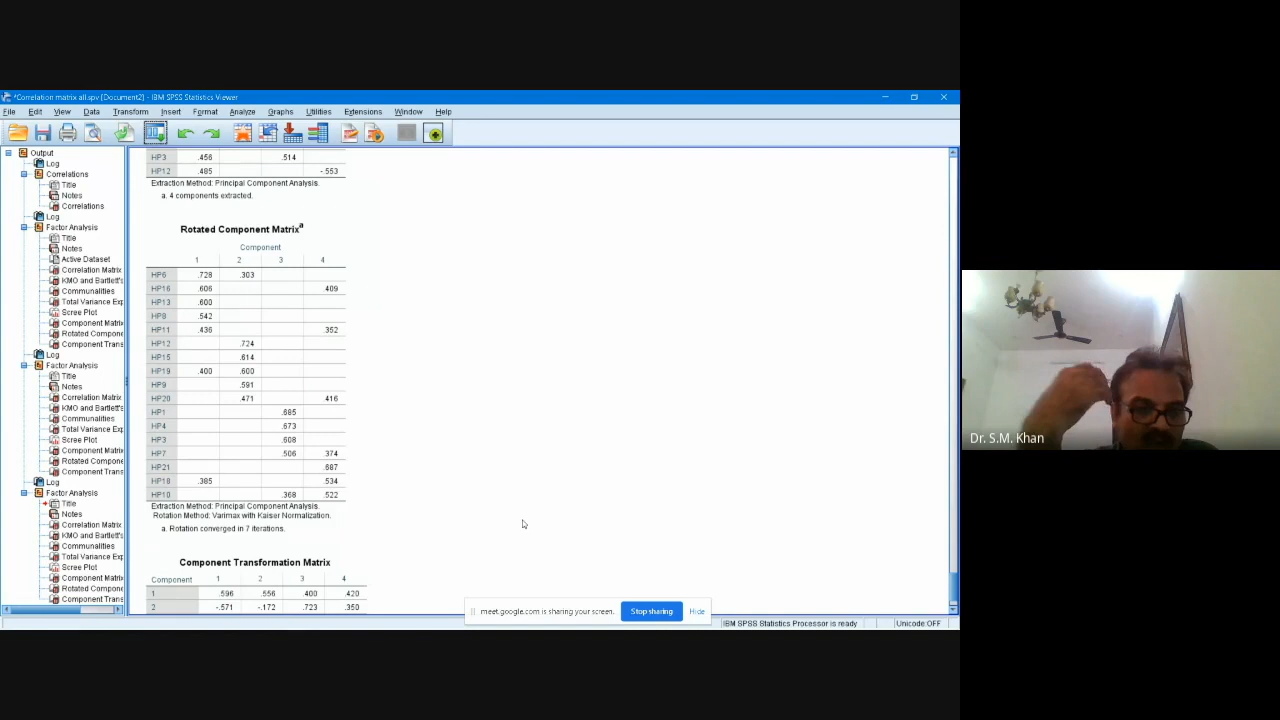 *Correlation matrix all.spv [Document2] - IBM SPSS Statistics Viewer
File Edit View Data Transform Insert Format Analyze Graphs Utilities Extensions Window Help
Output
Log
Correlations
Title
Notes
Correlations
Log
Factor Analysis
Title
Notes
Active Dataset
Correlation Matrix
KMO and Bartlett's
Communalities
Total Variance Exp
Scree Plot
Component Matrix
Rotated Compone
Component Trans
Log
Factor Analysis
Title
Notes
Correlation Matrix
KMO and Bartlett's
Communalities
Total Variance Exp
Scree Plot
Component Matrix
Rotated Compone
Component Trans
Log
Factor Analysis
Title
Notes
Correlation Matrix
KMO and Bartlett's
Communalities
Total Variance Exp
Scree Plot
Component Matrix
Rotated Compone
Component Trans
HP3 .456 .514
HP12 .485 -.553
Extraction Method: Principal Component Analysis.
a. 4 components extracted.
Rotated Component Matrixa
Component
1 2 3 4
HP6 .728 .303
HP16 .606 .409
HP13 .600
HP8 .542
HP11 .436 .352
HP12 .724
HP15 .614
HP19 .400 .600
HP9 .591
HP20 .471 .416
HP1 .685
HP4 .673
HP3 .608
HP7 .506 .374
HP21 .687
HP18 .385 .534
HP10 .368 .522
Extraction Method: Principal Component Analysis.
Rotation Method: Varimax with Kaiser Normalization.
a. Rotation converged in 7 iterations.
Component Transformation Matrix
Component 1 2 3 4
1 .596 .556 .400 .420
2 -.571 -.172 .723 .350
meet.google.com is sharing your screen. Stop sharing Hide
IBM SPSS Statistics Processor is ready Unicode:OFF
Dr. S.M. Khan